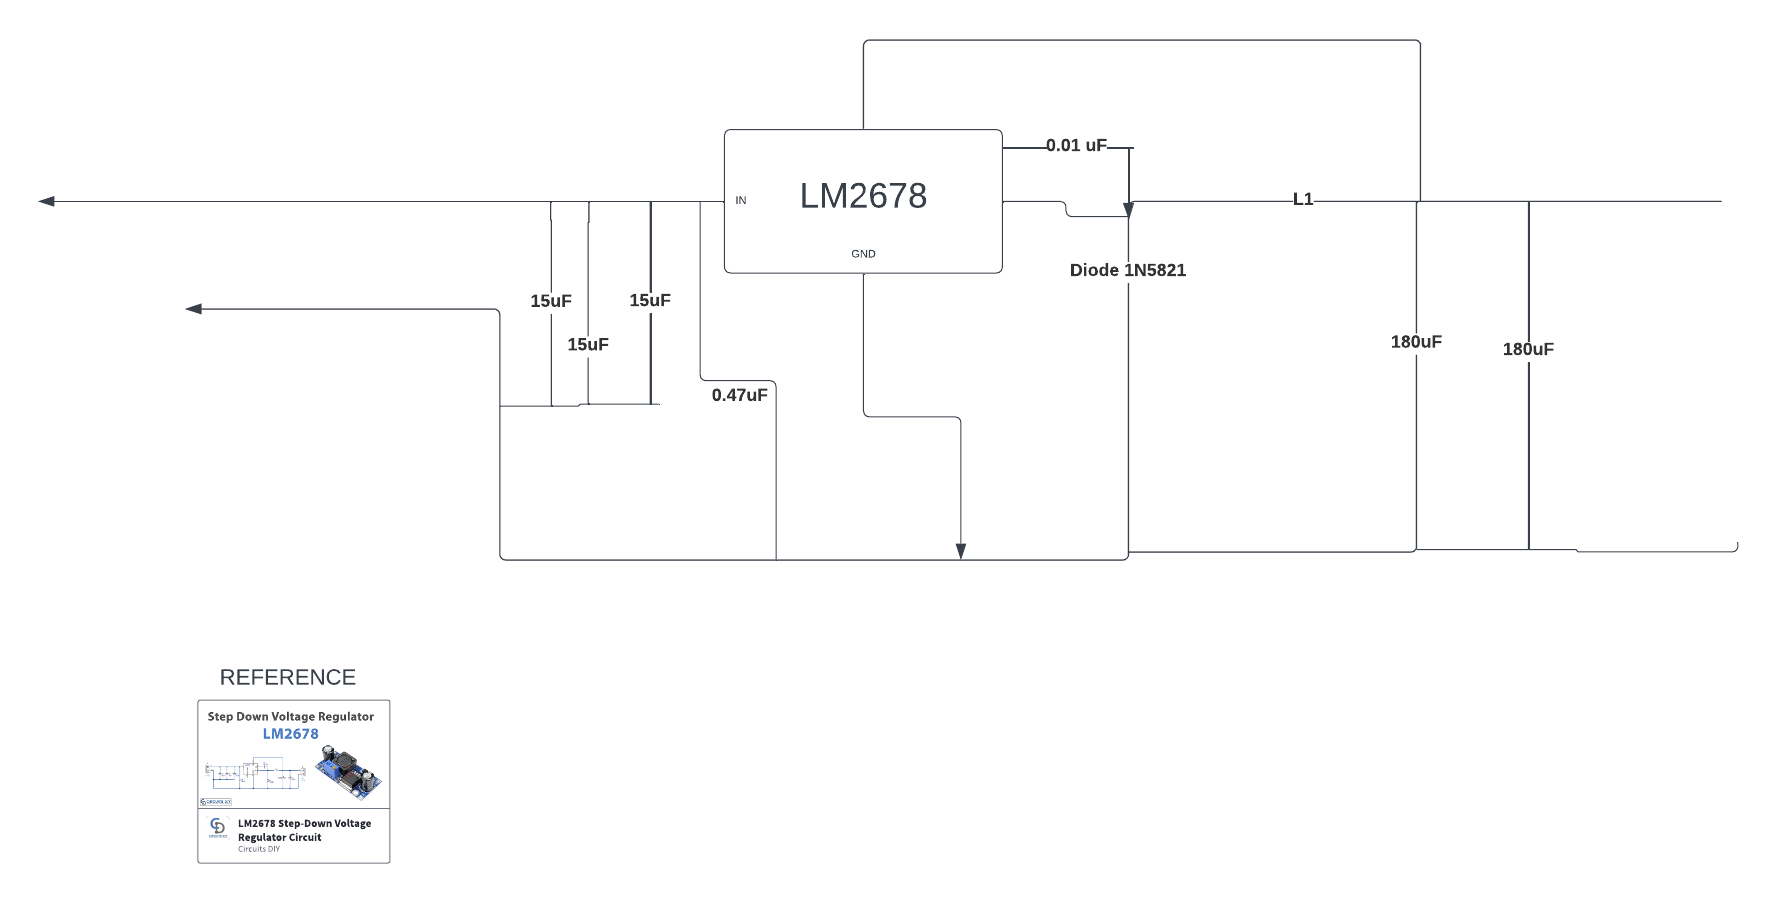 0.01 uF
LM2678
IN
L1
GND
Diode 1N5821
15uF
15uF
15uF
180uF
180uF
0.47uF
REFERENCE
Step Down Voltage Regulator
LM2678
LM2678 Step-Down Voltage
Regulator Circuit
Circuits DIY